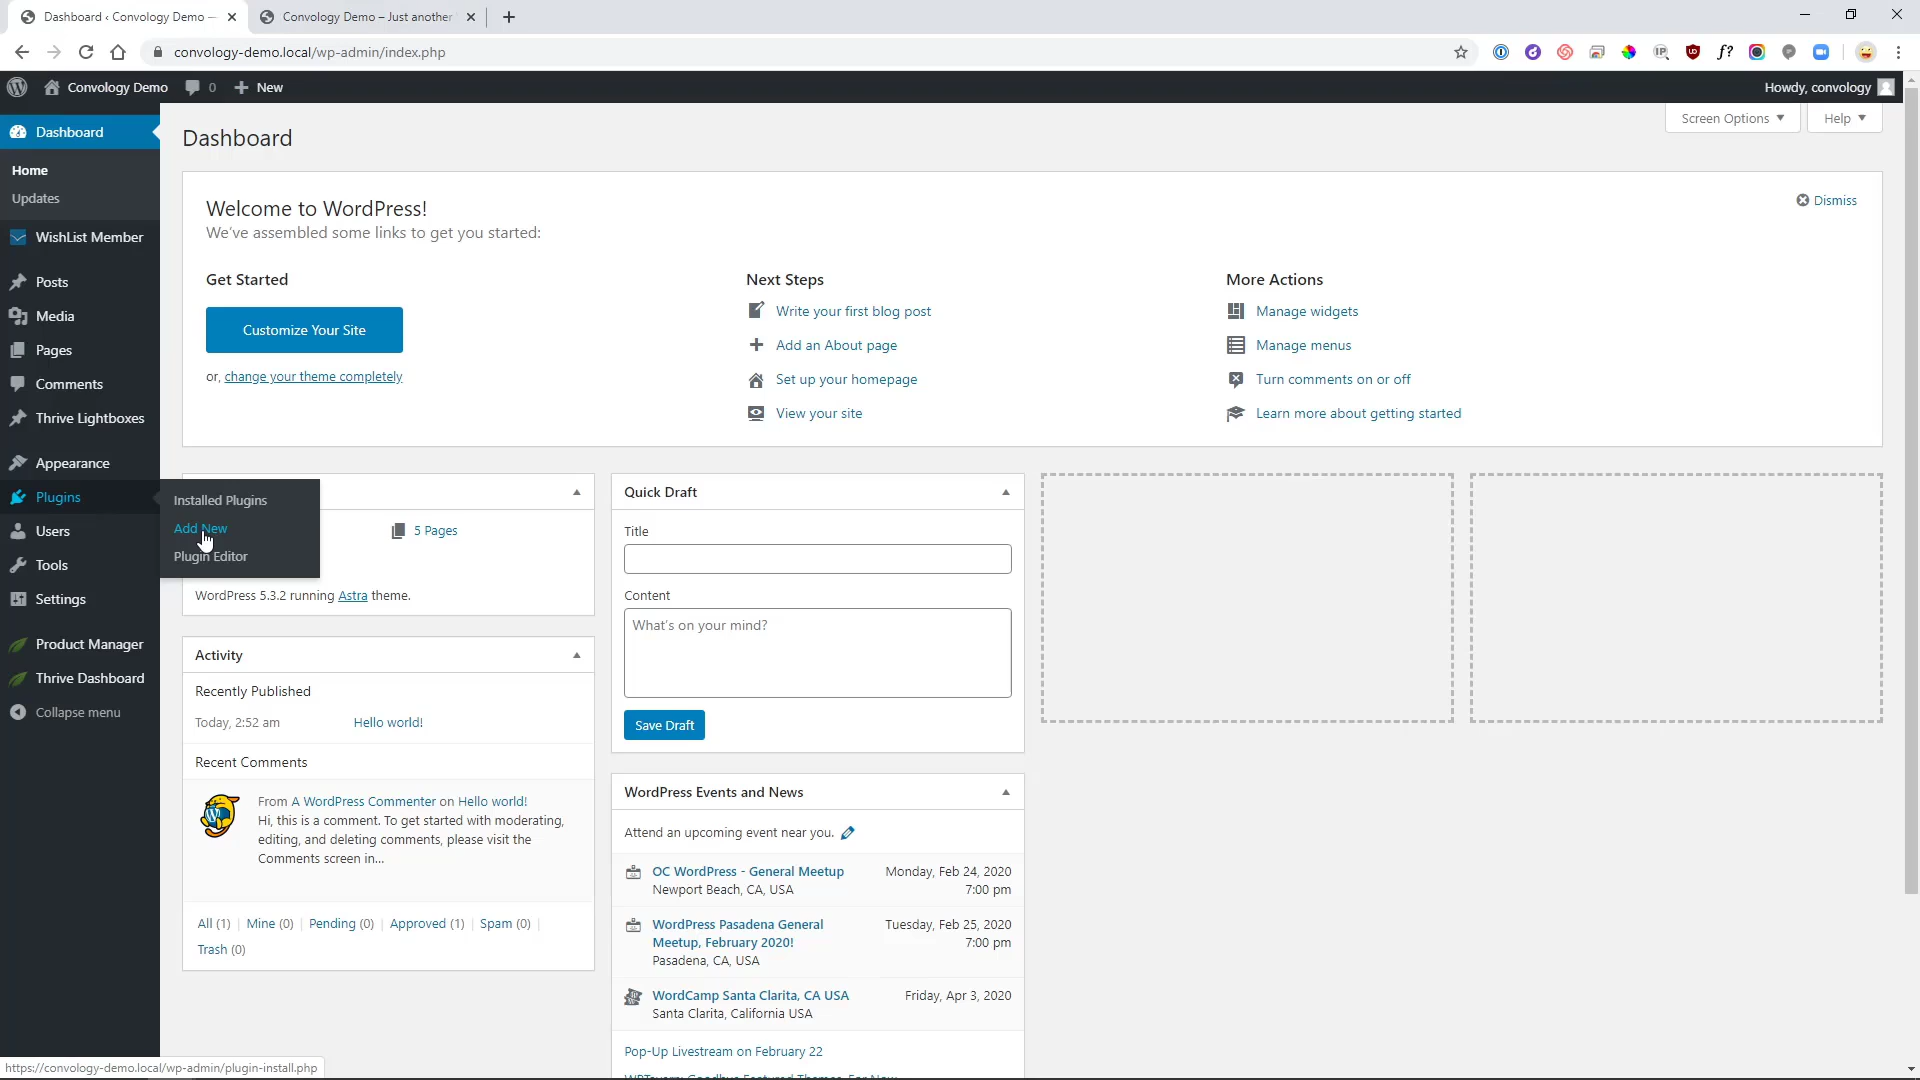 Dashboard ‹ Convology Demo —
Convology Demo – Just another
convology-demo.local/wp-admin/index.php
Convology Demo
0
New
Howdy, convology
Dashboard
Home
Updates
WishList Member
Posts
Media
Pages
Comments
Thrive Lightboxes
Appearance
Plugins
Users
Tools
Settings
Product Manager
Thrive Dashboard
Collapse menu
Installed Plugins
Add New
Plugin Editor
Dashboard
Screen Options
Help
Welcome to WordPress!
We've assembled some links to get you started:
Dismiss
Get Started
Customize Your Site
or, change your theme completely
Next Steps
Write your first blog post
Add an About page
Set up your homepage
View your site
More Actions
Manage widgets
Manage menus
Turn comments on or off
Learn more about getting started
5 Pages
WordPress 5.3.2 running Astra theme.
Activity
Recently Published
Today, 2:52 am
Hello world!
Recent Comments
From A WordPress Commenter on Hello world!
Hi, this is a comment. To get started with moderating,
editing, and deleting comments, please visit the
Comments screen in...
All (1) | Mine (0) | Pending (0) | Approved (1) | Spam (0) |
Trash (0)
Quick Draft
Title
Content
What's on your mind?
Save Draft
WordPress Events and News
Attend an upcoming event near you.
OC WordPress - General Meetup
Newport Beach, CA, USA
Monday, Feb 24, 2020
7:00 pm
WordPress Pasadena General
Meetup, February 2020!
Pasadena, CA, USA
Tuesday, Feb 25, 2020
7:00 pm
WordCamp Santa Clarita, CA USA
Santa Clarita, California USA
Friday, Apr 3, 2020
Pop-Up Livestream on February 22
https://convology-demo.local/wp-admin/plugin-install.php